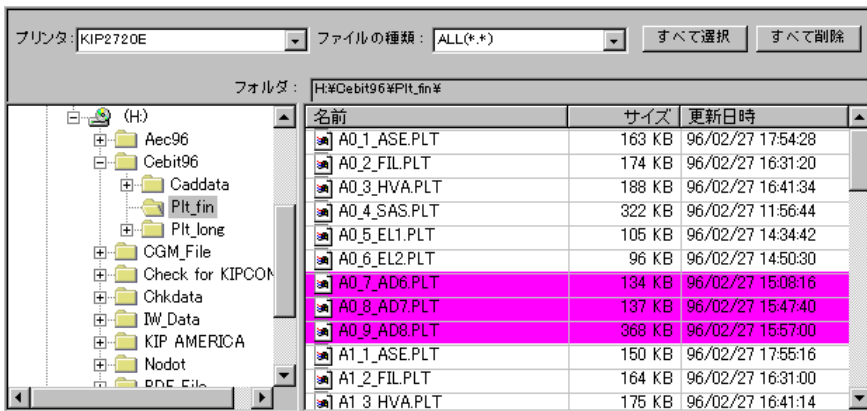 プリンタ: KIP2720E ファイルの種類: ALL(*.*) すべて選択 すべて削除
フォルダ: H:¥Cebit96¥Plt_fin¥
(H:)
Aec96
Cebit96
Caddata
Plt_fin
Plt_long
CGM_File
Check for KIPCON
Chkdata
IW_Data
KIP AMERICA
Nodot
PDF File
名前 サイズ 更新日時
A0_1_ASE.PLT 163 KB 96/02/27 17:54:28
A0_2_FIL.PLT 174 KB 96/02/27 16:31:20
A0_3_HVA.PLT 188 KB 96/02/27 16:41:34
A0_4_SAS.PLT 322 KB 96/02/27 11:56:44
A0_5_EL1.PLT 105 KB 96/02/27 14:34:42
A0_6_EL2.PLT 96 KB 96/02/27 14:50:30
A0_7_AD6.PLT 134 KB 96/02/27 15:08:16
A0_8_AD7.PLT 137 KB 96/02/27 15:47:40
A0_9_AD8.PLT 368 KB 96/02/27 15:57:00
A1_1_ASE.PLT 150 KB 96/02/27 17:55:16
A1_2_FIL.PLT 164 KB 96/02/27 16:31:00
A1_3_HVA.PLT 175 KB 96/02/27 16:41:14